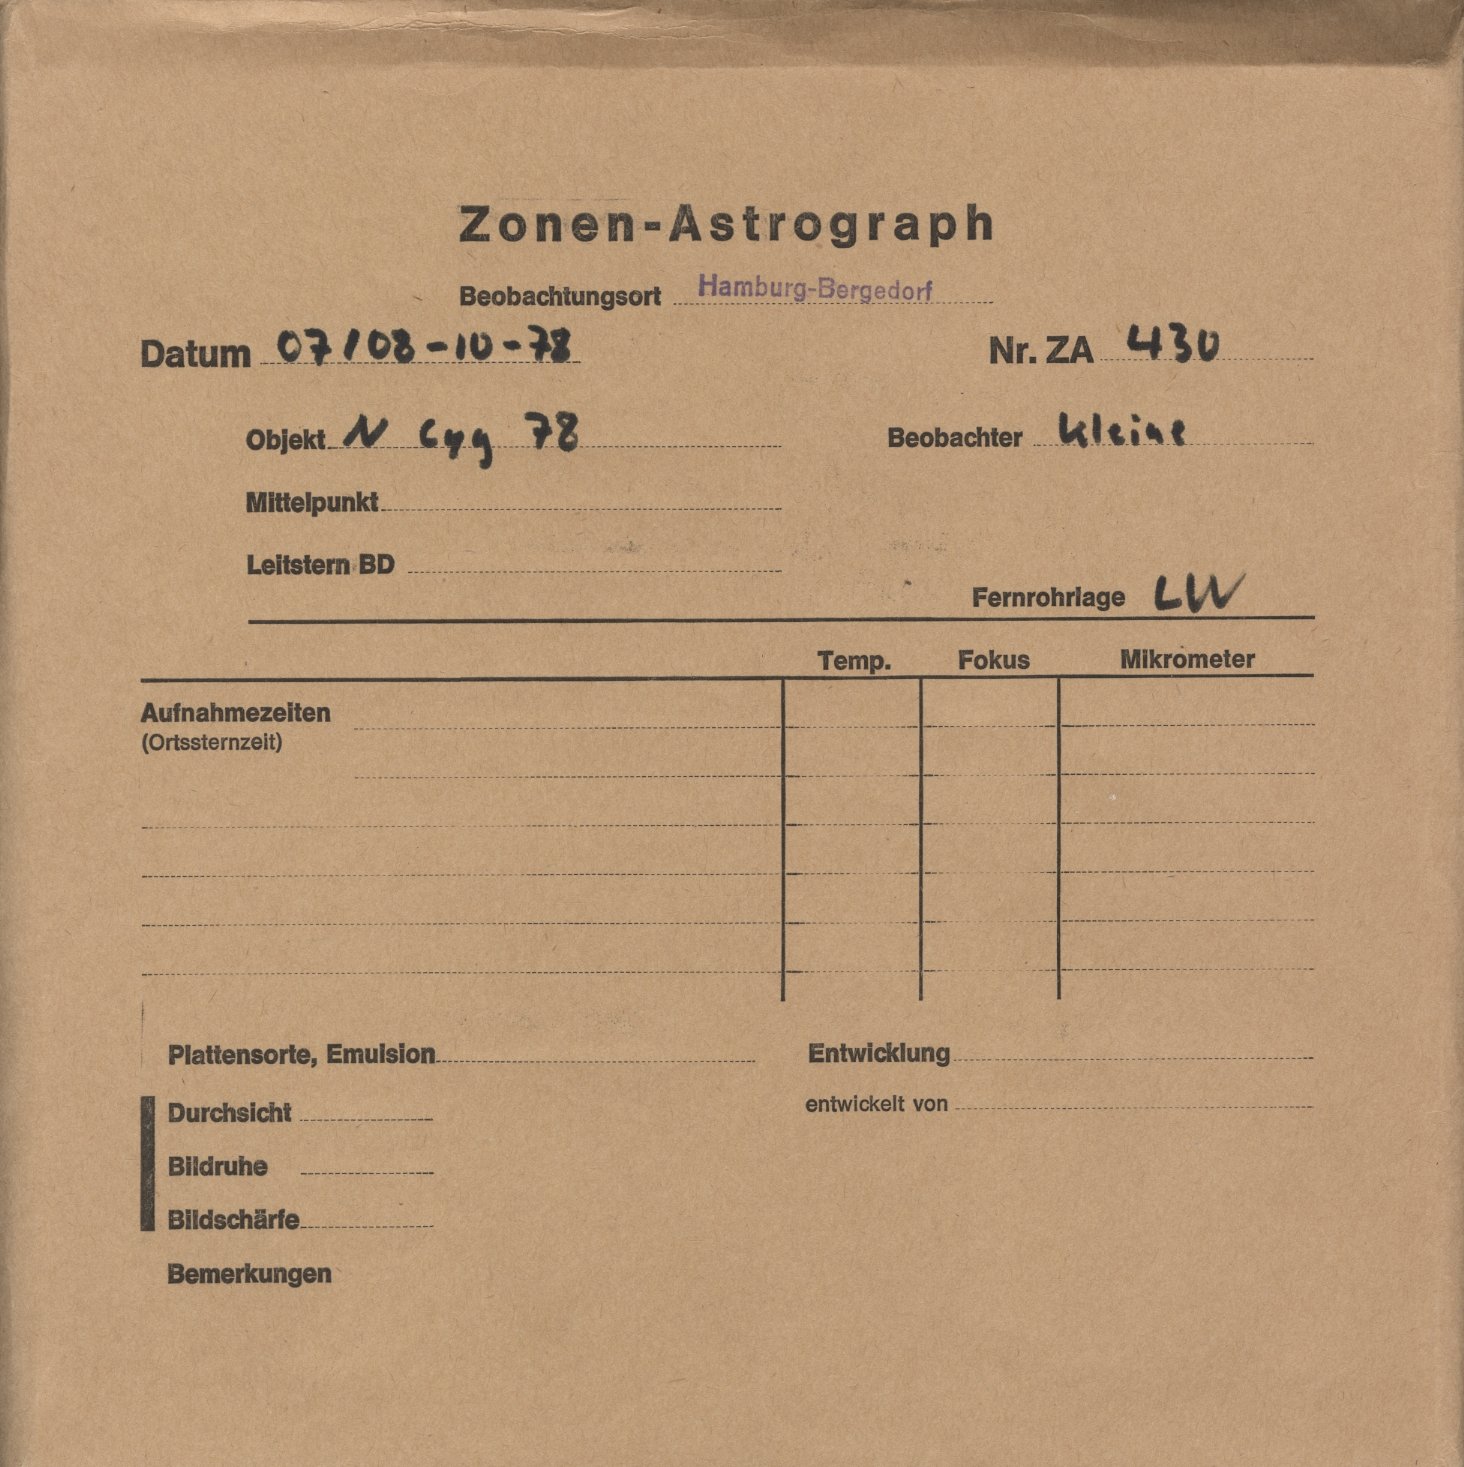 Zonen-Astrograph
Beobachtungsort Hamburg-Bergedorf
Datum 07/08-10-78 Nr. ZA 430
Objekt N Cyg 78 Beobachter Kleine
Mittelpunkt
Leitstern BD
Fernrohrlage LW
Temp. Fokus Mikrometer
Aufnahmezeiten
(Ortssternzeit)
Plattensorte, Emulsion Entwicklung
Durchsicht entwickelt von
Bildruhe
Bildschärfe
Bemerkungen